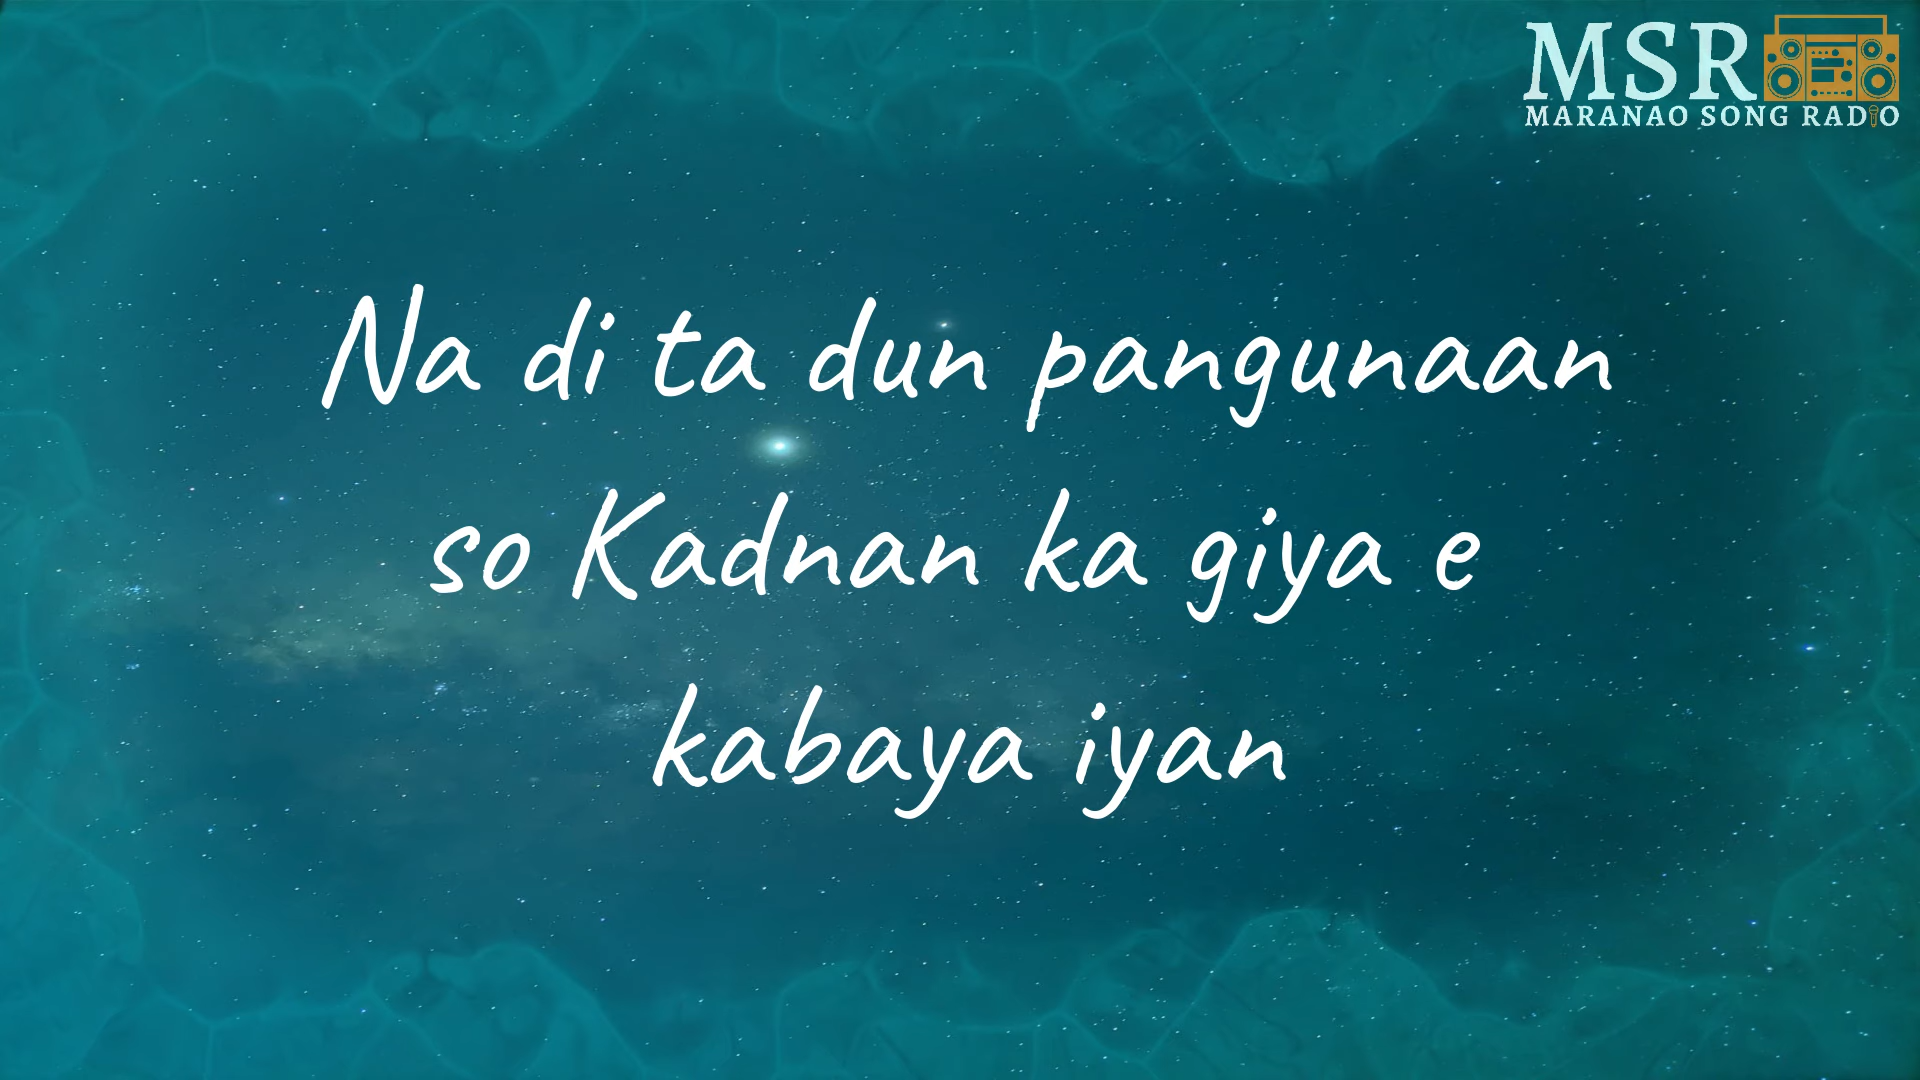 MSR
MARANAO SONG RADIO
Na di ta dun pangunaan
so Kadnan ka giya e
kabaya iyan